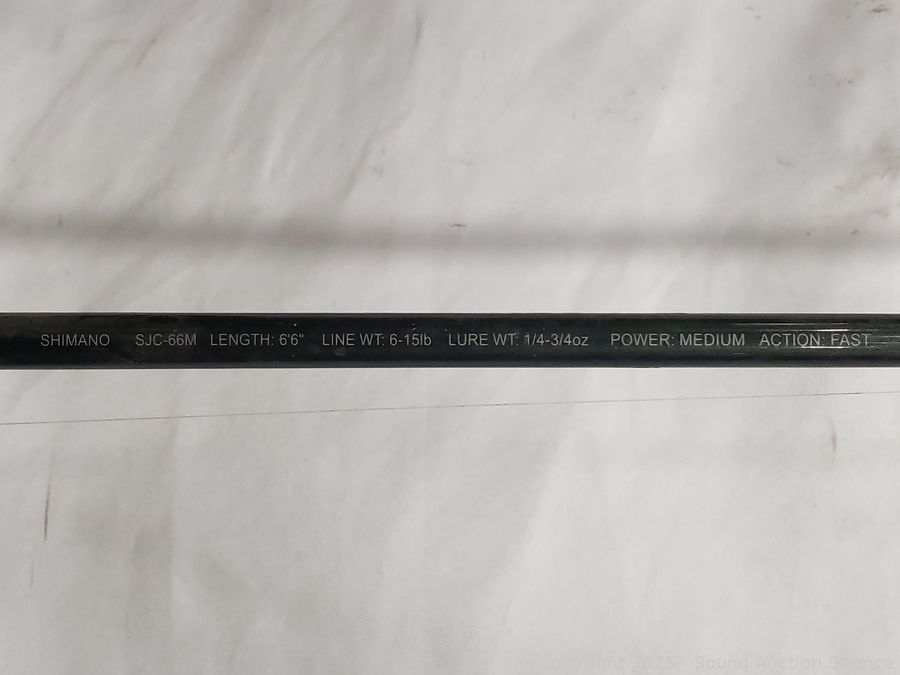 SHIMANO SJC-66M LENGTH: 6'6" LINE WT: 6-15lb LURE WT: 1/4-3/4oz POWER: MEDIUM ACTION: FAST
Copyright 2025 - Sound Auction Service